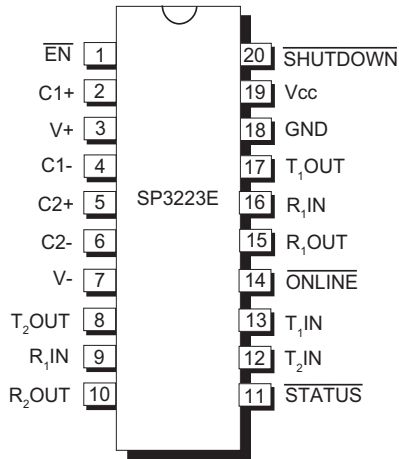 EN 1
C1+ 2
V+ 3
C1- 4
C2+ 5
C2- 6
V- 7
T₂OUT 8
R₁IN 9
R₂OUT 10
SP3223E
20 SHUTDOWN
19 Vcc
18 GND
17 T₁OUT
16 R₁IN
15 R₁OUT
14 ONLINE
13 T₁IN
12 T₂IN
11 STATUS